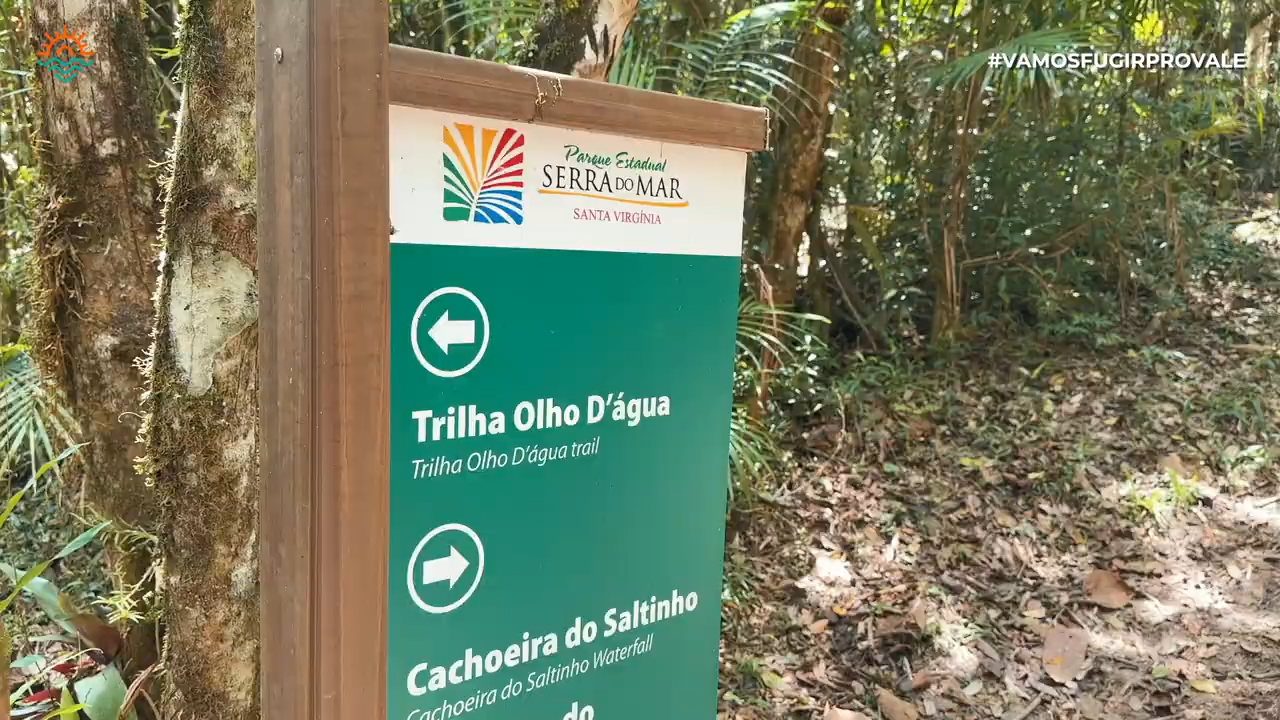 #VAMOSFUGIRPROVALE
Parque Estadual
SERRA DO MAR
SANTA VIRGÍNIA
Trilha Olho D'água
Trilha Olho D'água trail
Cachoeira do Saltinho
Cachoeira do Saltinho Waterfall
do